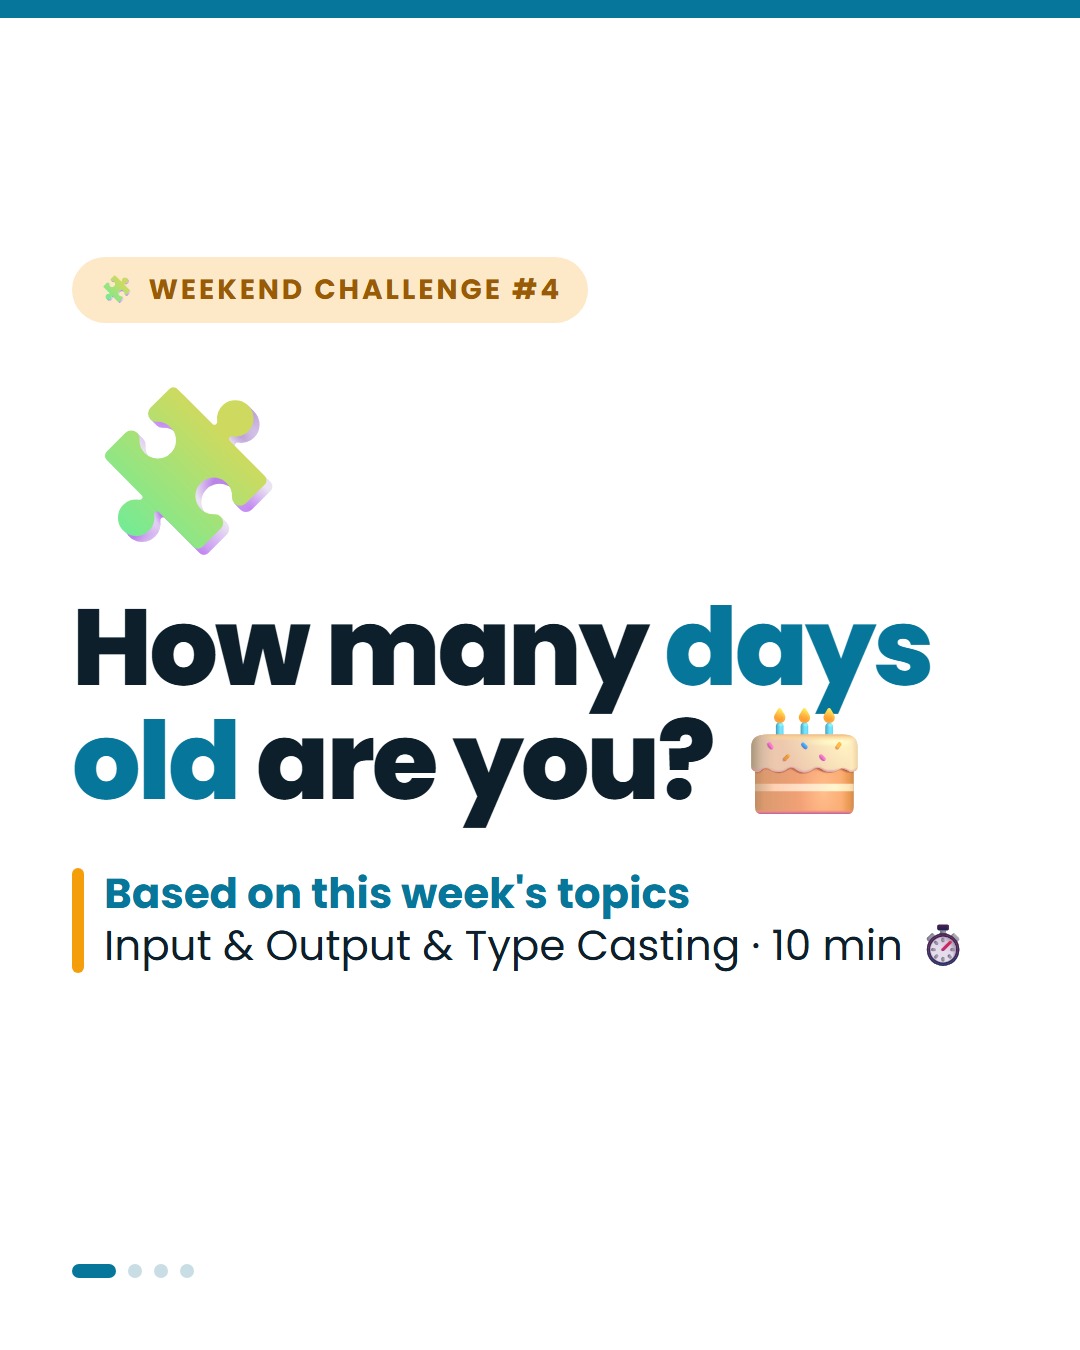 🧩 WEEKEND CHALLENGE #4
How many days
old are you? 🎂
Based on this week's topics
Input & Output & Type Casting · 10 min ⏱